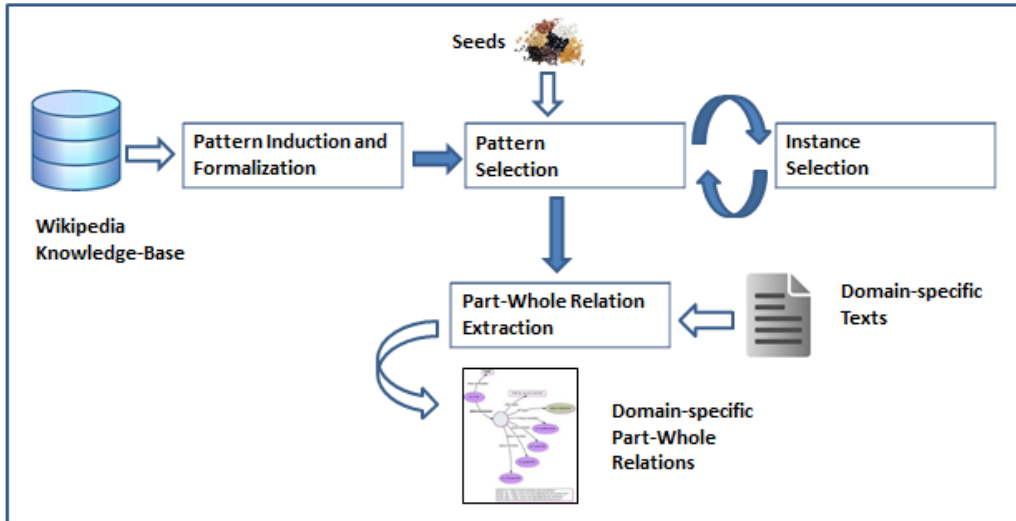 Seeds
Pattern Induction and
Formalization
Pattern
Selection
Instance
Selection
Wikipedia
Knowledge-Base
Part-Whole Relation
Extraction
Domain-specific
Texts
Domain-specific
Part-Whole
Relations